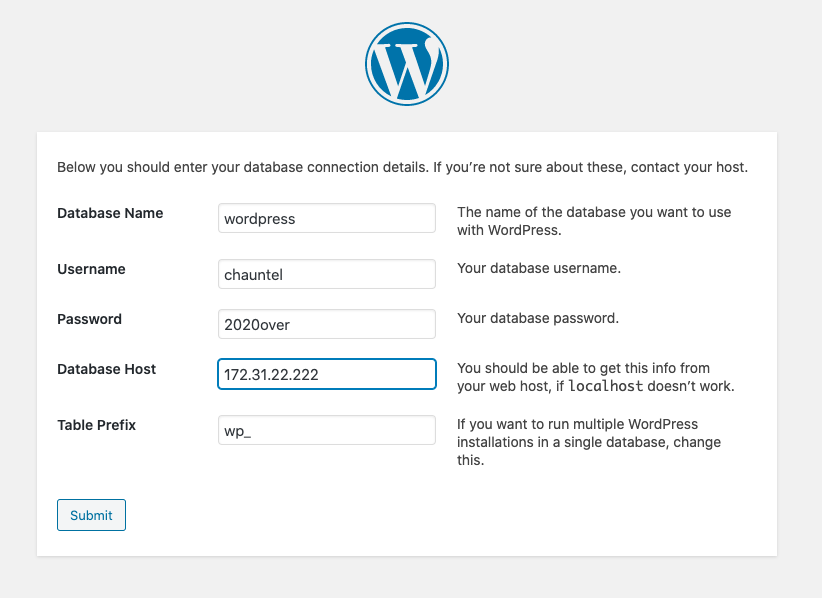 Below you should enter your database connection details. If you’re not sure about these, contact your host.
Database Name
wordpress
The name of the database you want to use
with WordPress.
Username
chauntel
Your database username.
Password
2020over
Your database password.
Database Host
172.31.22.222
You should be able to get this info from
your web host, if localhost doesn’t work.
Table Prefix
wp_
If you want to run multiple WordPress
installations in a single database, change
this.
Submit